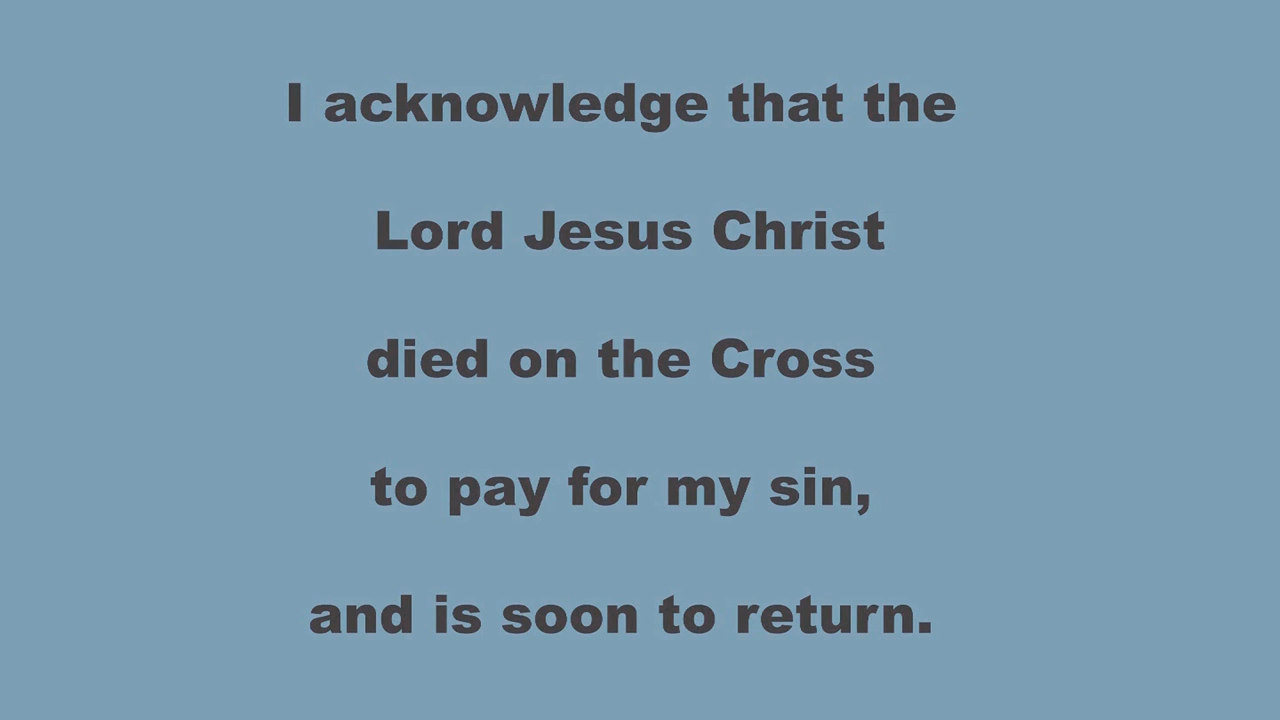 I acknowledge that the
Lord Jesus Christ
died on the Cross
to pay for my sin,
and is soon to return.